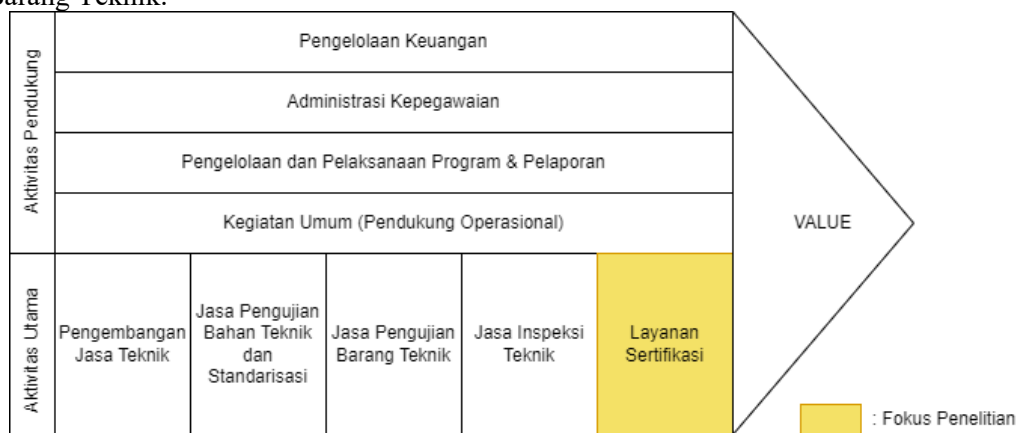 Barang Teknik.
Aktivitas Pendukung
Pengelolaan Keuangan
Administrasi Kepegawaian
Pengelolaan dan Pelaksanaan Program & Pelaporan
Kegiatan Umum (Pendukung Operasional)
VALUE
Aktivitas Utama
Pengembangan
Jasa Teknik
Jasa Pengujian
Bahan Teknik
dan
Standarisasi
Jasa Pengujian
Barang Teknik
Jasa Inspeksi
Teknik
Layanan
Sertifikasi
: Fokus Penelitian